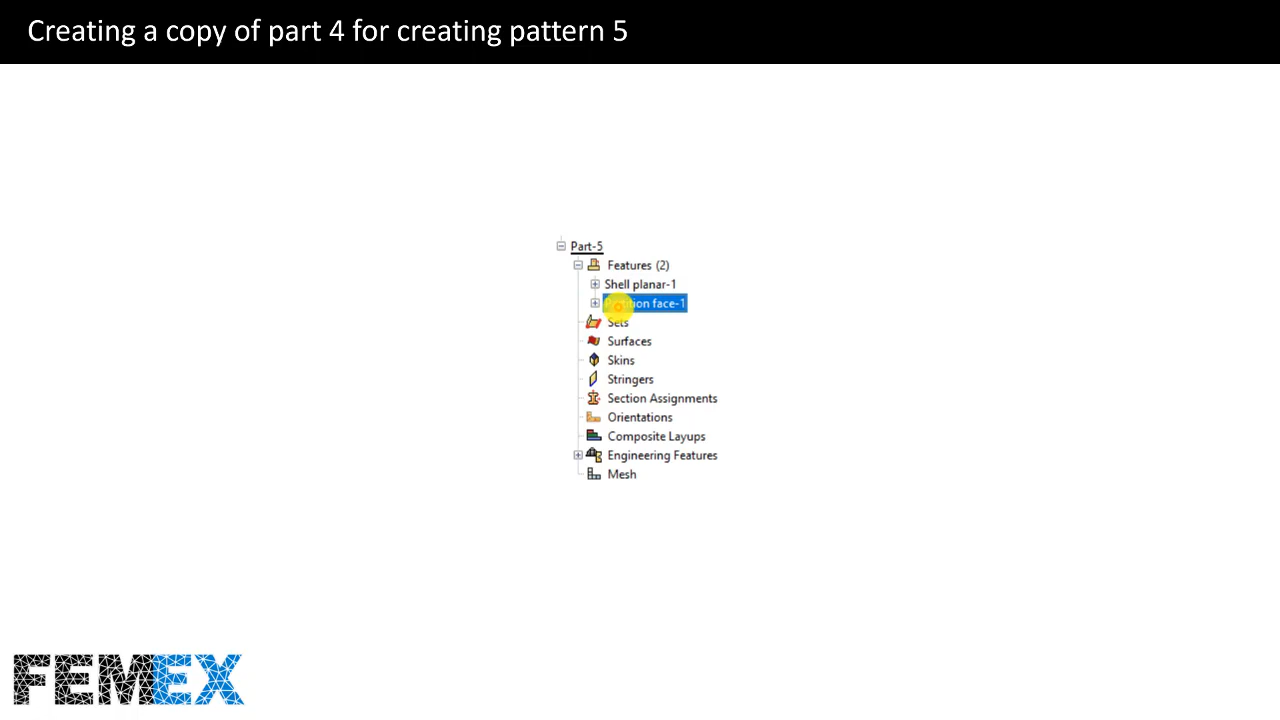 Creating a copy of part 4 for creating pattern 5
Part-5
Features (2)
Shell planar-1
Partition face-1
Sets
Surfaces
Skins
Stringers
Section Assignments
Orientations
Composite Layups
Engineering Features
Mesh
FEMEX